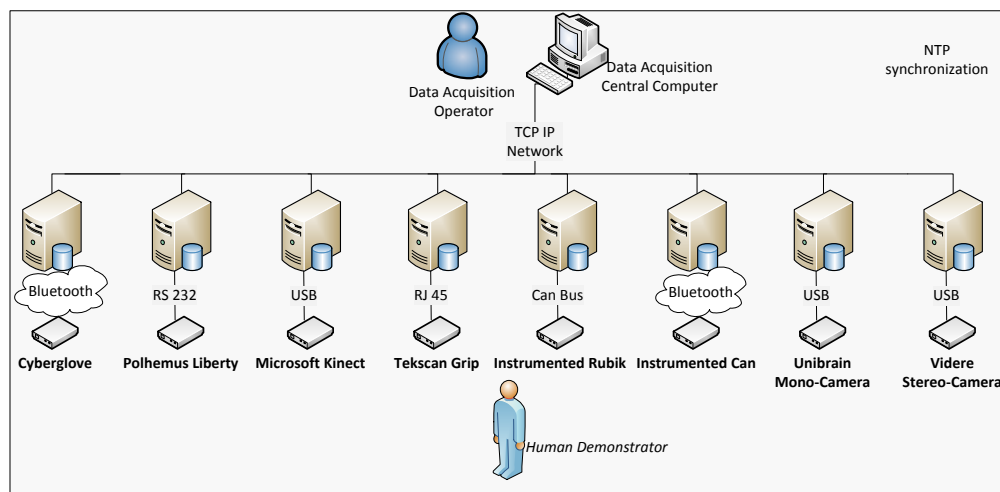 Data Acquisition
Operator
Data Acquisition
Central Computer
NTP
synchronization
TCP IP
Network
Bluetooth
RS 232
USB
RJ 45
Can Bus
Bluetooth
USB
USB
Cyberglove
Polhemus Liberty
Microsoft Kinect
Tekscan Grip
Instrumented Rubik
Instrumented Can
Unibrain
Mono-Camera
Videre
Stereo-Camera
Human Demonstrator